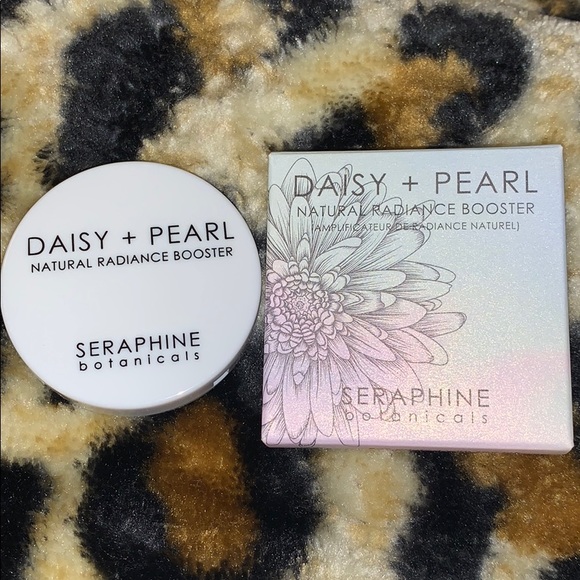 DAISY + PEARL
NATURAL RADIANCE BOOSTER
SERAPHINE
botanicals
DAISY + PEARL
NATURAL RADIANCE BOOSTER
(AMPLIFICATEUR DE RADIANCE NATUREL)
SERAPHINE
botanicals